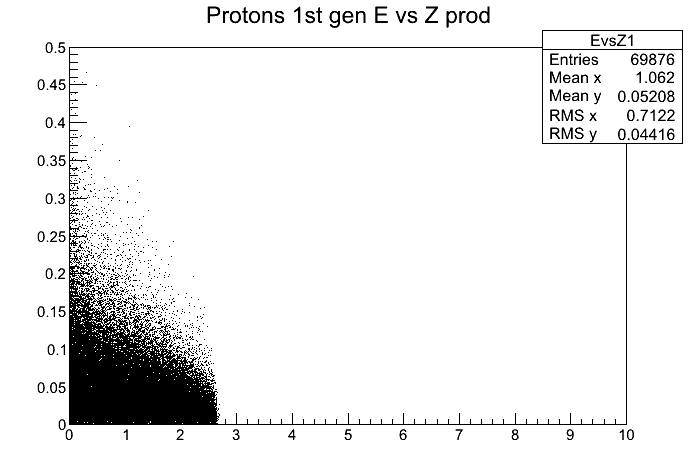 Protons 1st gen E vs Z prod
EvsZ1
Entries 69876
Mean x 1.062
Mean y 0.05208
RMS x 0.7122
RMS y 0.04416
0.5
0.45
0.4
0.35
0.3
0.25
0.2
0.15
0.1
0.05
0
0 1 2 3 4 5 6 7 8 9 10